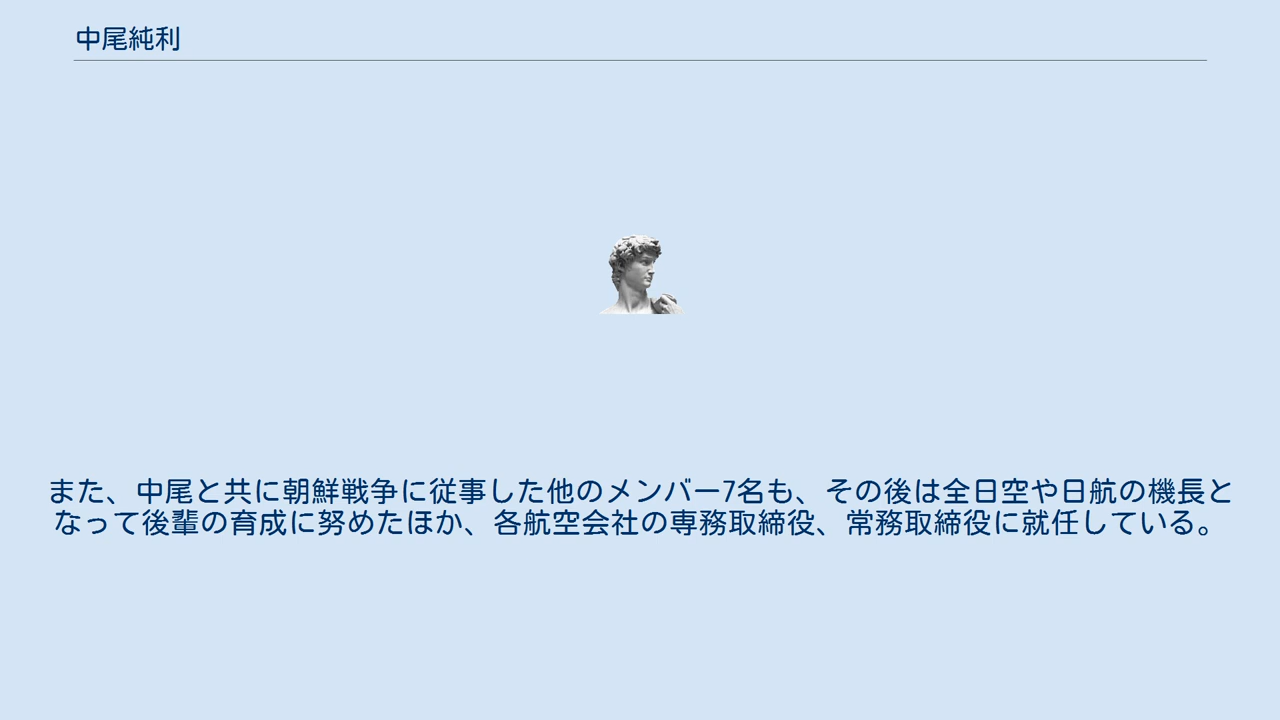 中尾純利
また、中尾と共に朝鮮戦争に従事した他のメンバー7名も、その後は全日空や日航の機長と
なって後輩の育成に努めたほか、各航空会社の専務取締役、常務取締役に就任している。